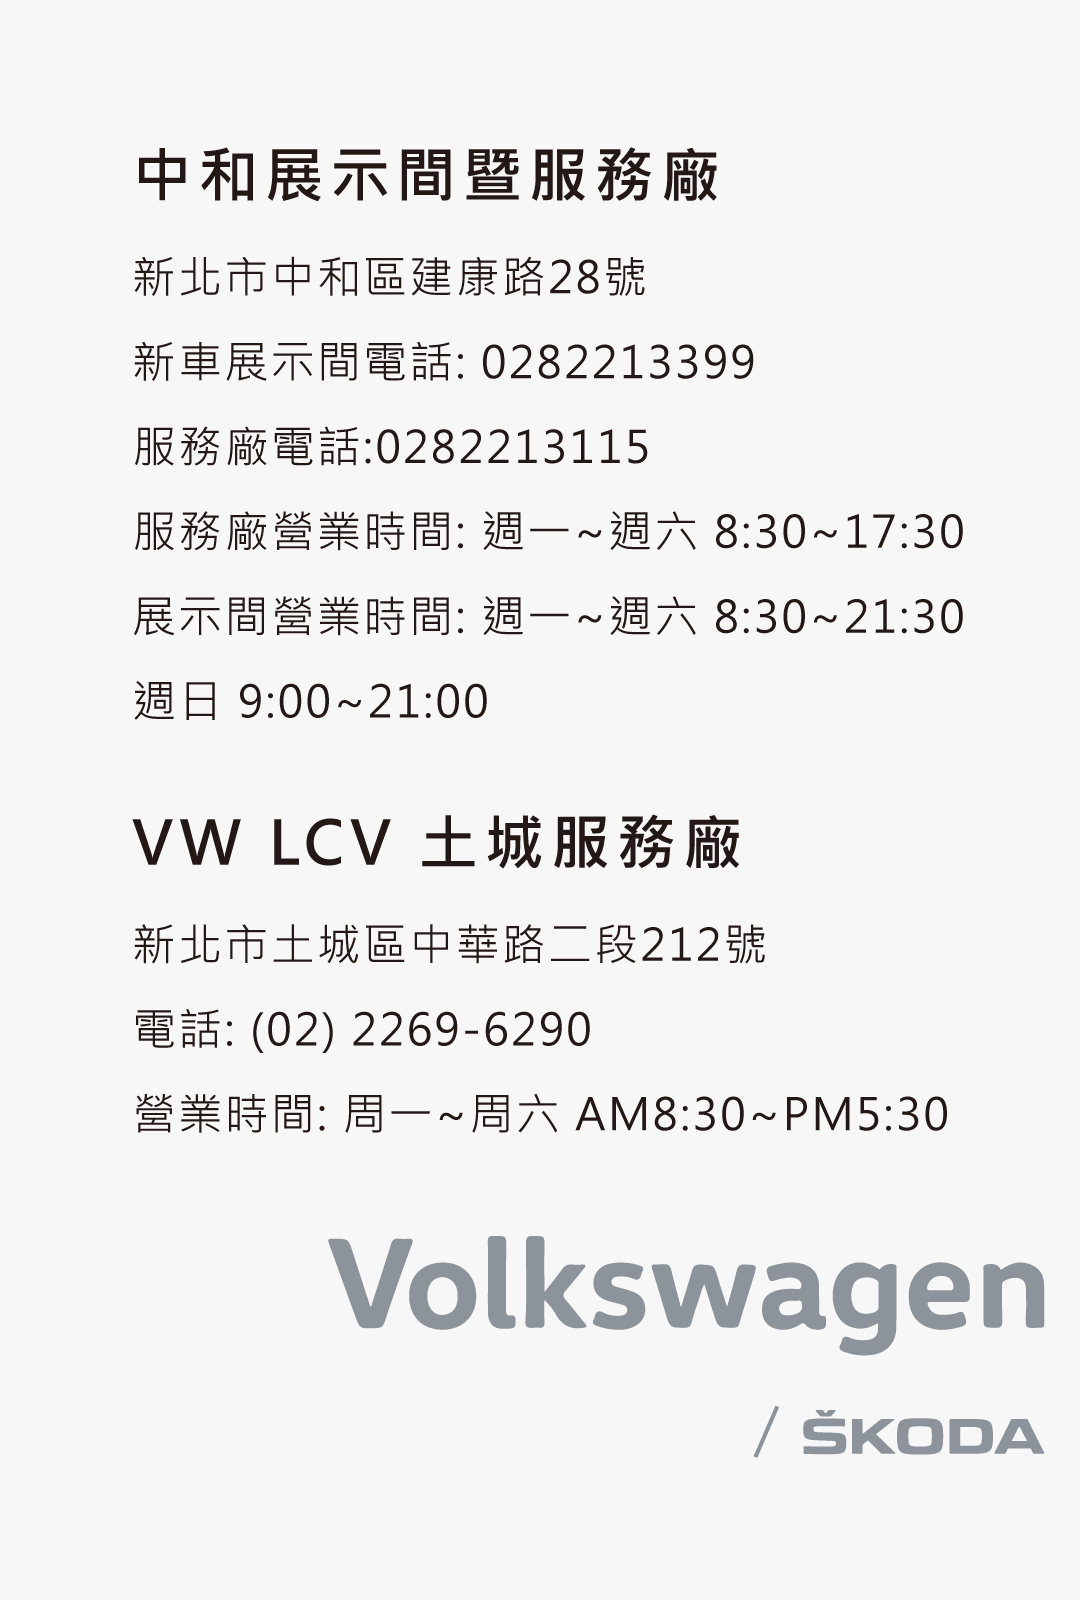 中和展示間暨服務廠
新北市中和區建康路28號
新車展示間電話: 0282213399
服務廠電話:0282213115
服務廠營業時間: 週一~週六 8:30~17:30
展示間營業時間: 週一~週六 8:30~21:30
週日 9:00~21:00
VW LCV 土城服務廠
新北市土城區中華路二段212號
電話: (02) 2269-6290
營業時間: 周一~周六 AM8:30~PM5:30
Volkswagen
/ ŠKODA